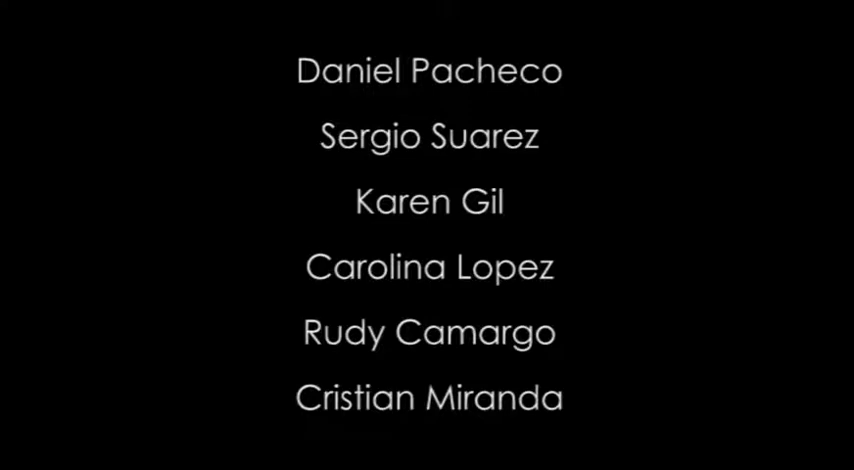 Daniel Pacheco
Sergio Suarez
Karen Gil
Carolina Lopez
Rudy Camargo
Cristian Miranda